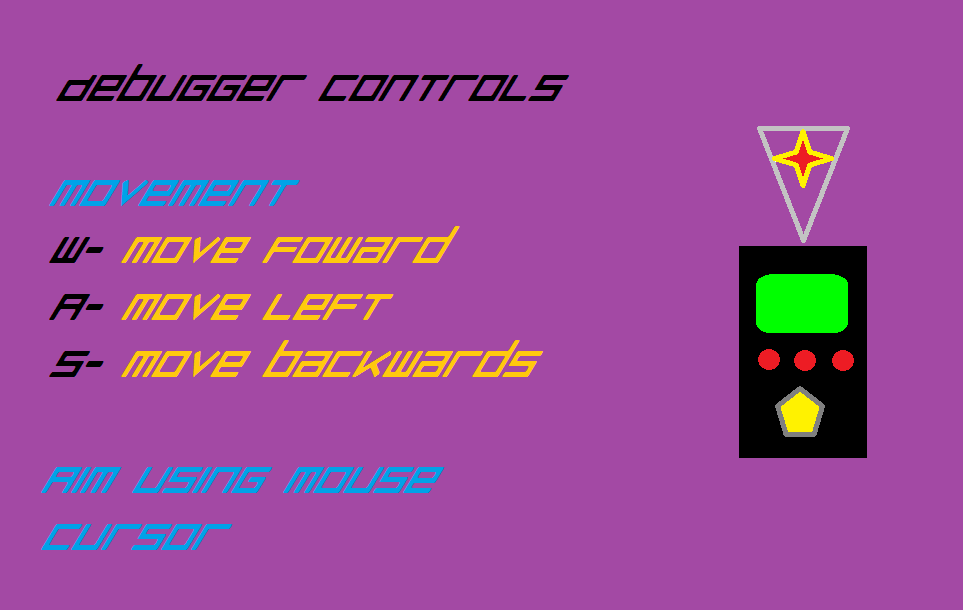 DEBUGGER CONTROLS
MOVEMENT
W- MOVE FOWARD
A- MOVE LEFT
S- MOVE BACKWARDS
AIM USING MOUSE
CURSOR